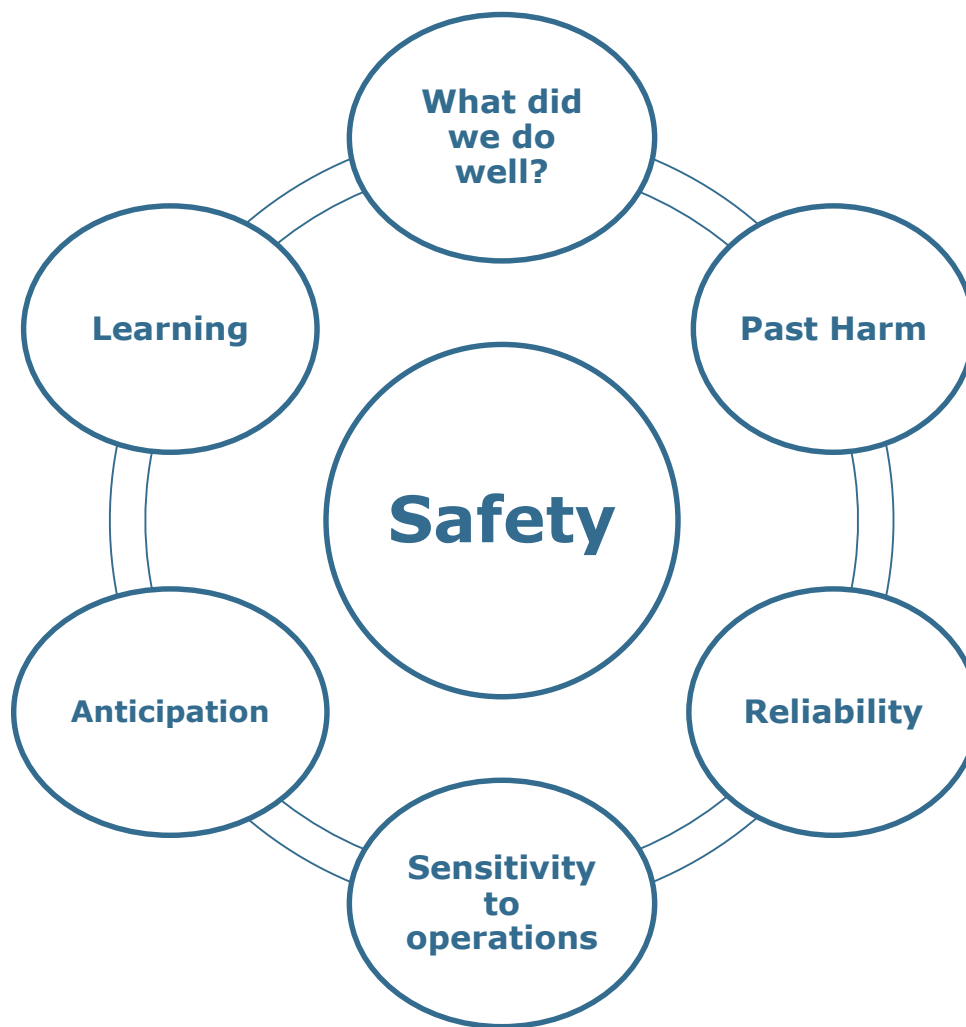 What did
we do
well?
Learning
Past Harm
Safety
Anticipation
Reliability
Sensitivity
to
operations